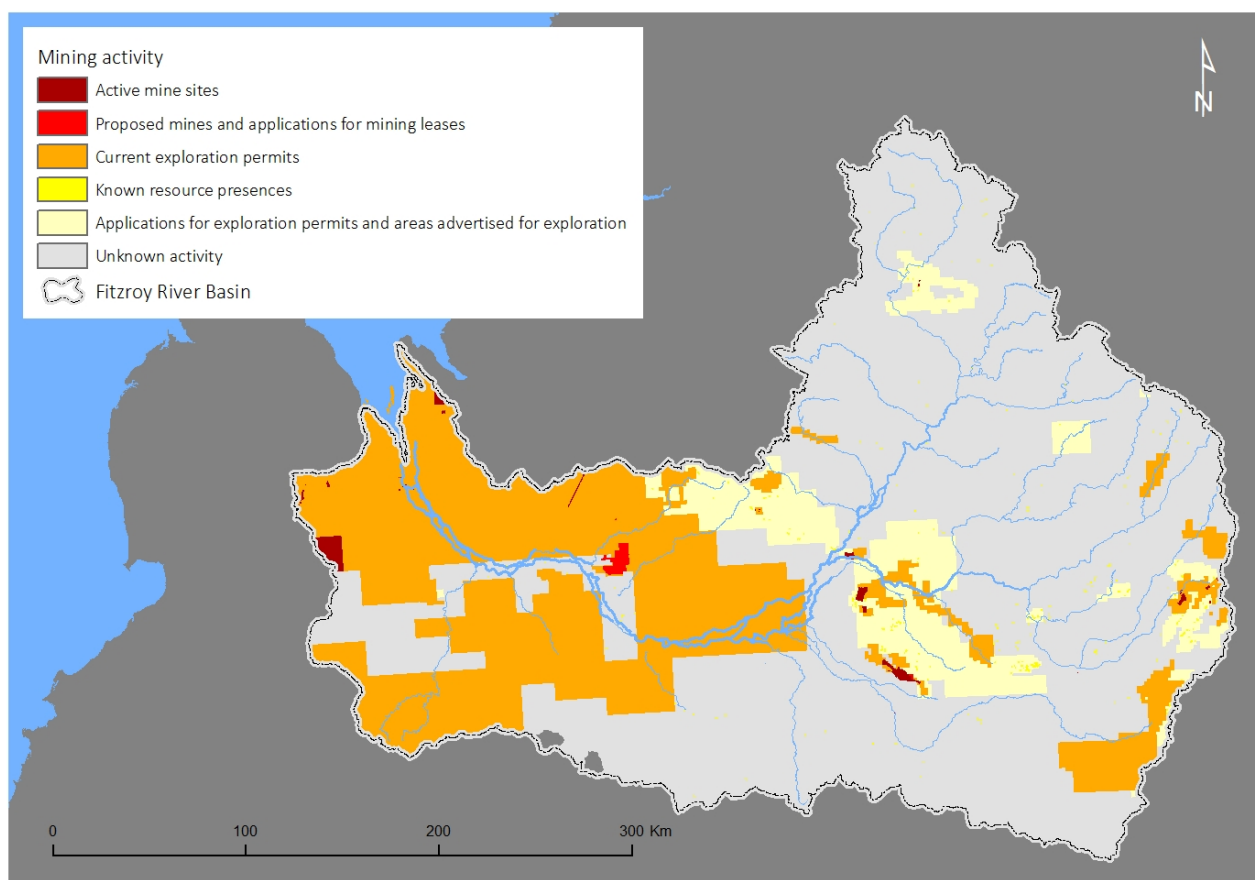 Mining activity
Active mine sites
Proposed mines and applications for mining leases
Current exploration permits
Known resource presences
Applications for exploration permits and areas advertised for exploration
Unknown activity
Fitzroy River Basin
N
0 100 200 300 Km